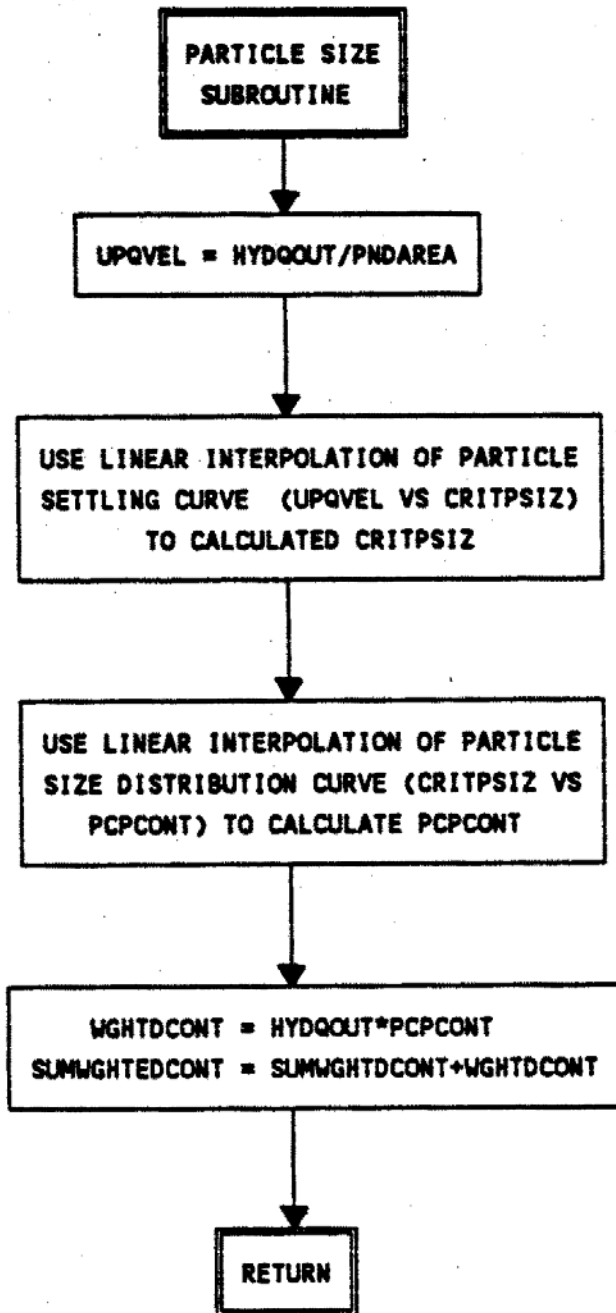 PARTICLE SIZE
SUBROUTINE
UPQVEL = HYDQOUT/PNDAREA
USE LINEAR INTERPOLATION OF PARTICLE
SETTLING CURVE (UPQVEL VS CRITPSIZ)
TO CALCULATED CRITPSIZ
USE LINEAR INTERPOLATION OF PARTICLE
SIZE DISTRIBUTION CURVE (CRITPSIZ VS
PCPCONT) TO CALCULATE PCPCONT
WGHTDCONT = HYDQOUT*PCPCONT
SUMWGHTEDCONT = SUMWGHTDCONT+WGHTDCONT
RETURN